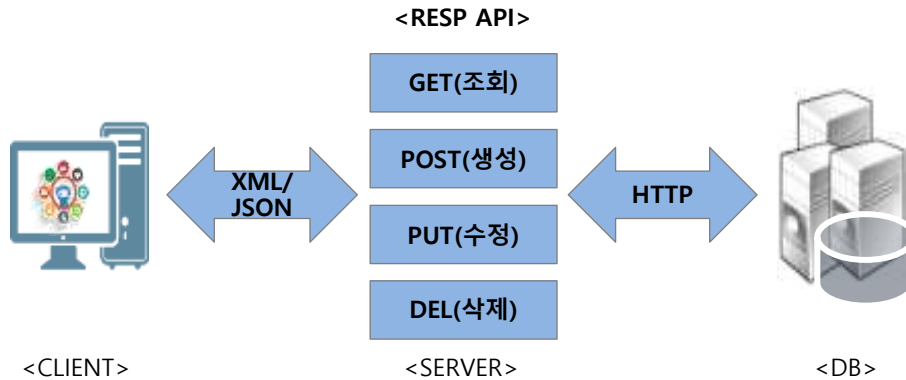 <RESP API>
GET(조회)
POST(생성)
XML/
JSON
HTTP
PUT(수정)
DEL(삭제)
<CLIENT>
<SERVER>
<DB>